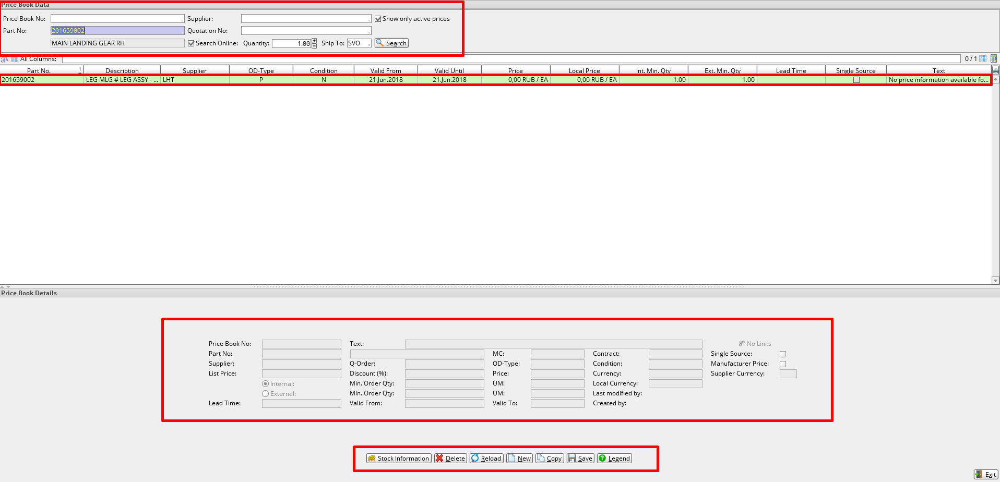 Price Book Data
Price Book No: Supplier: Show only active prices
Part No: 201659002 Quotation No:
MAIN LANDING GEAR RH Search Online: Quantity: 1.00 Ship To: SVO Search
All Columns: 0 / 1
Part No. 1 Description Supplier OD-Type Condition Valid From Valid Until Price Local Price Int. Min. Qty Ext. Min. Qty Lead Time Single Source Text
201659002 LEG MLG # LEG ASSY - ... LHT P N 21.Jun.2018 21.Jun.2018 0,00 RUB / EA 0,00 RUB / EA 1.00 1.00 No price information available fo...
Price Book Details
Price Book No: Text: No Links
Part No: MC: Contract: Single Source:
Supplier: Q-Order: OD-Type: Condition: Manufacturer Price:
List Price: Discount (%): Price: Currency: Supplier Currency:
Internal: Min. Order Qty: UM: Local Currency:
External: Min. Order Qty: UM: Last modified by:
Lead Time: Valid From: Valid To: Created by:
Stock Information Delete Reload New Copy Save Legend
Exit